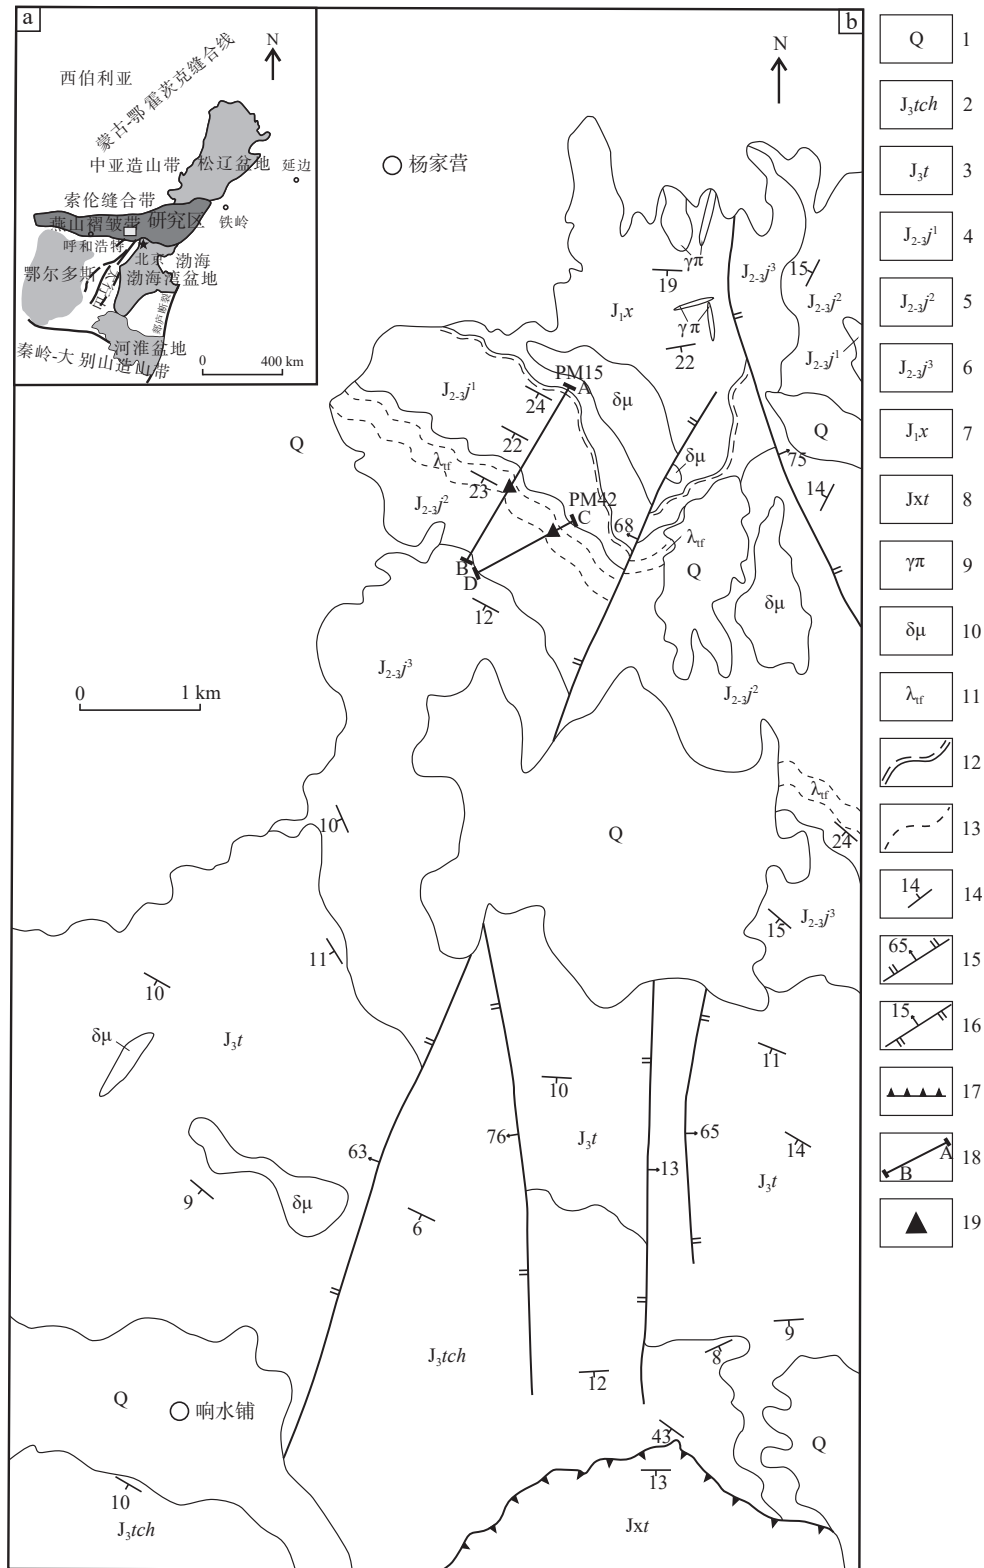 a
N
西伯利亚
蒙古-鄂霍茨克缝合线
中亚造山带
松辽盆地
延边
索伦缝合带
燕山褶皱带
研究区
铁岭
呼和浩特
北京
渤海
鄂尔多斯
太行山
渤海湾盆地
郯庐断裂
河淮盆地
秦岭-大别山造山带
0 400 km
b
N
杨家营
γπ
19
J₂₋₃j³
15
J₂₋₃j²
J₁x
γπ
22
J₂₋₃j¹
PM15
A
J₂₋₃j¹
24
δμ
Q
Q
22
λtf
δμ
75
23
J₂₋₃j²
PM42
C
14
68
λtf
Q
B
D
δμ
12
J₂₋₃j³
J₂₋₃j²
0 1 km
λtf
10
Q
24
15
J₂₋₃j³
11
10
δμ
J₃t
11
10
76
J₃t
65
63
14
13
J₃t
9
δμ
6
9
J₃tch
8
12
Q
响水铺
43
Q
13
10
J₃tch
Jxt
Q 1
J₃tch 2
J₃t 3
J₂₋₃j¹ 4
J₂₋₃j² 5
J₂₋₃j³ 6
J₁x 7
Jxt 8
γπ 9
δμ 10
λtf 11
12
13
14 14
65 15
15 16
17
A B 18
19